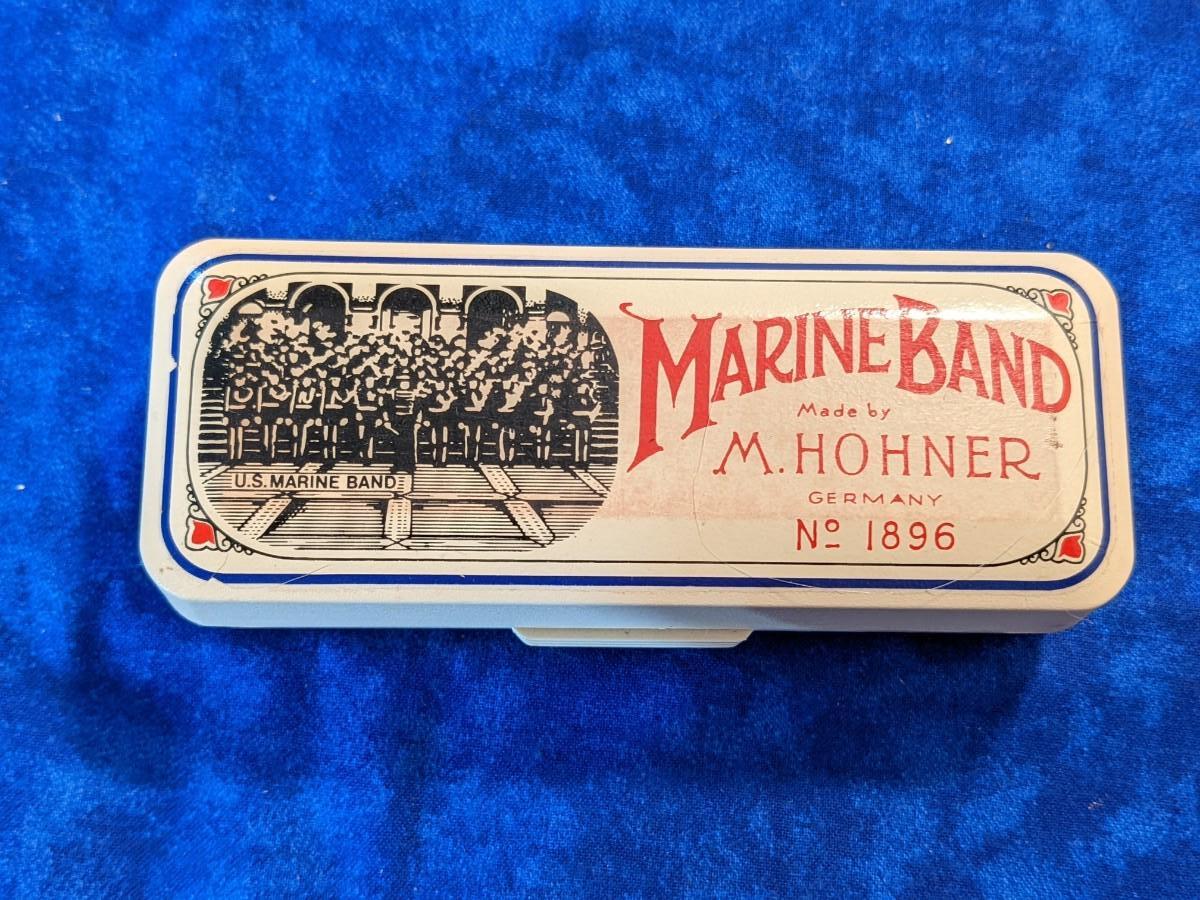 U.S. MARINE BAND
MARINE BAND
Made by
M. HOHNER
GERMANY
Nº 1896